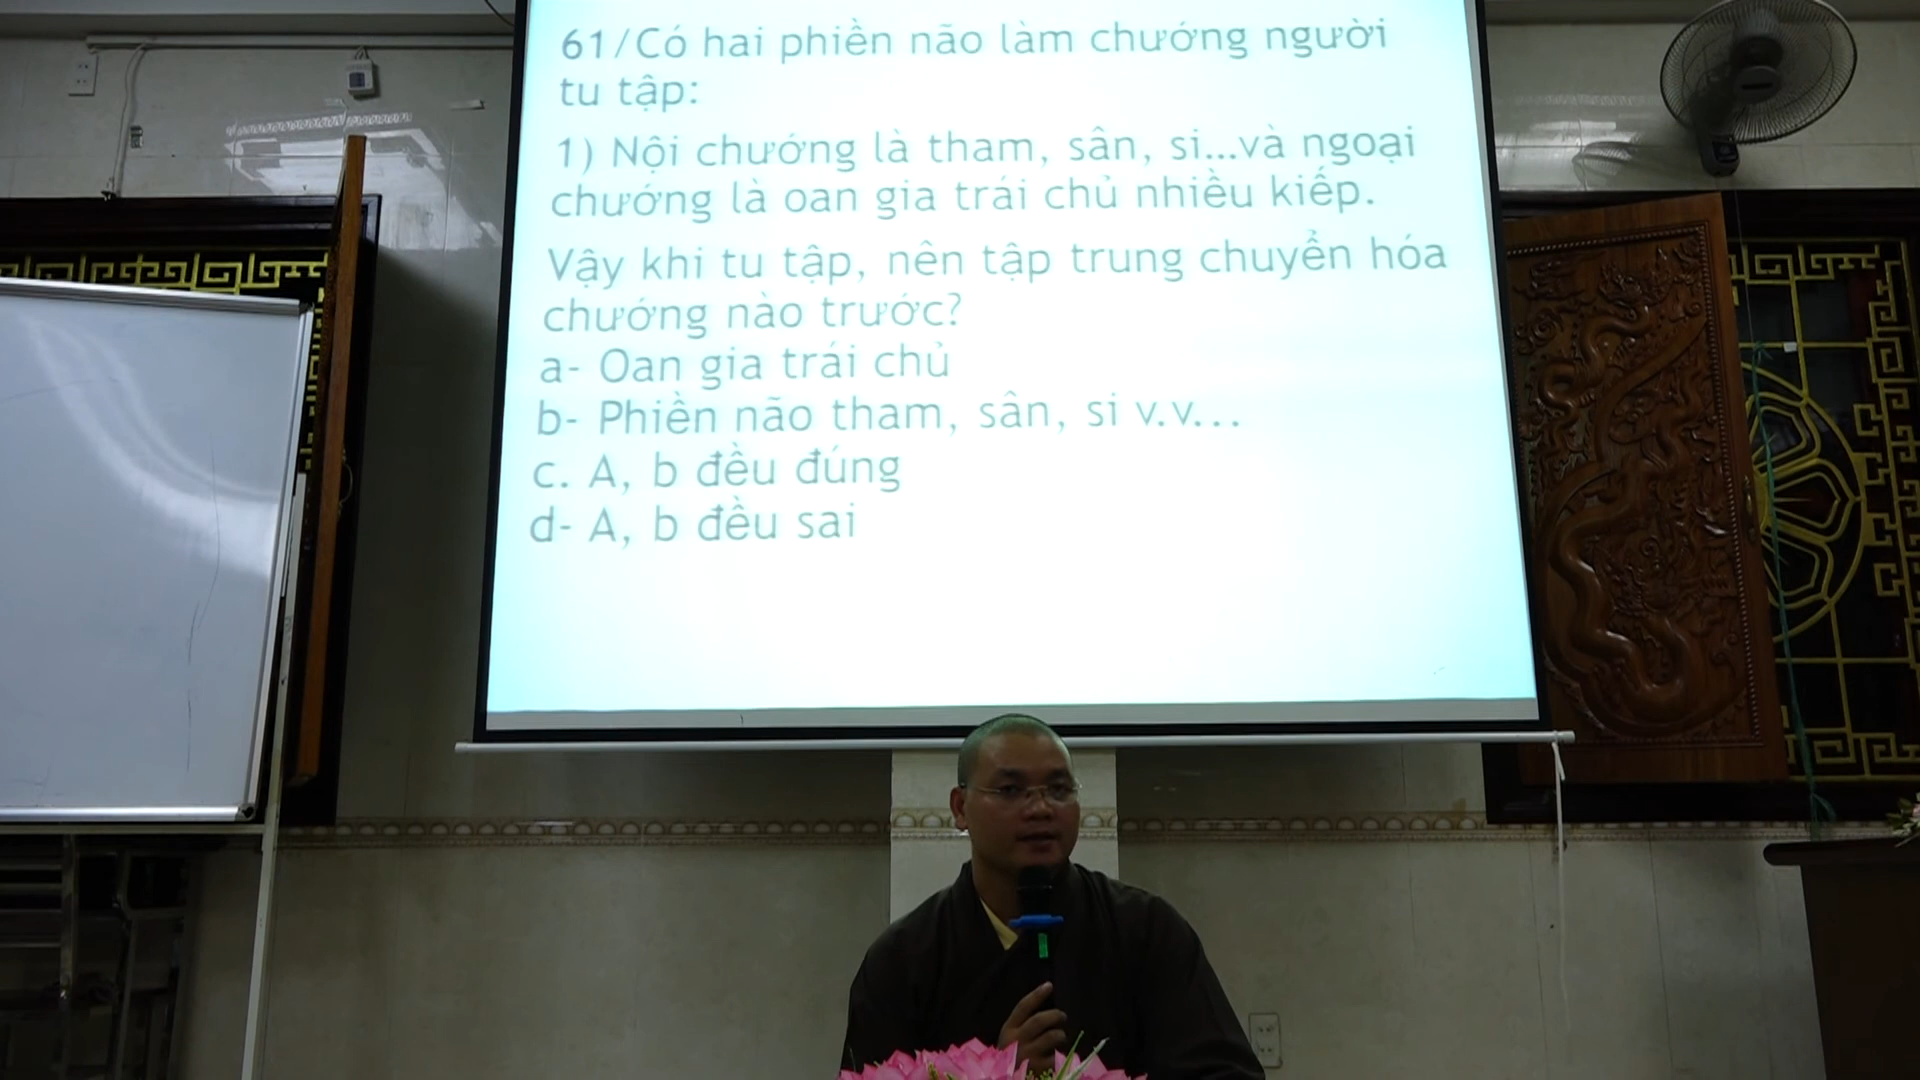 61/Có hai phiền não làm chướng người
tu tập:
1) Nội chướng là tham, sân, si...và ngoại
chướng là oan gia trái chủ nhiều kiếp.
Vậy khi tu tập, nên tập trung chuyển hóa
chướng nào trước?
a- Oan gia trái chủ
b- Phiền não tham, sân, si v.v...
c. A, b đều đúng
d- A, b đều sai